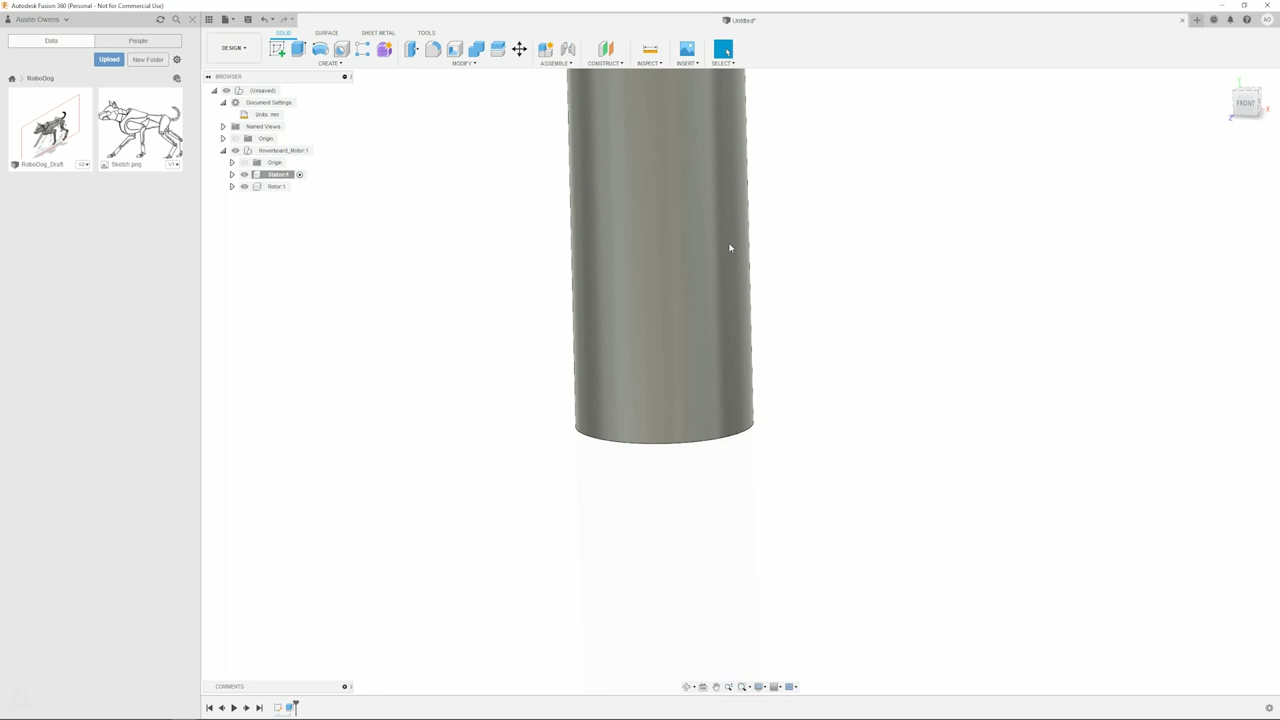 Autodesk Fusion 360 (Personal - Not for Commercial Use)
Austin Owens
Untitled*
AO
Data
People
SOLID
SURFACE
SHEET METAL
TOOLS
DESIGN
Upload
New Folder
CREATE
MODIFY
ASSEMBLE
CONSTRUCT
INSPECT
INSERT
SELECT
RoboDog
BROWSER
(Unsaved)
Document Settings
Units: mm
Named Views
Origin
Hoverboard_Motor:1
Origin
Stator:1
Rotor:1
RoboDog_Draft
V2
Sketch.png
V1
Y
FRONT
X
Z
COMMENTS